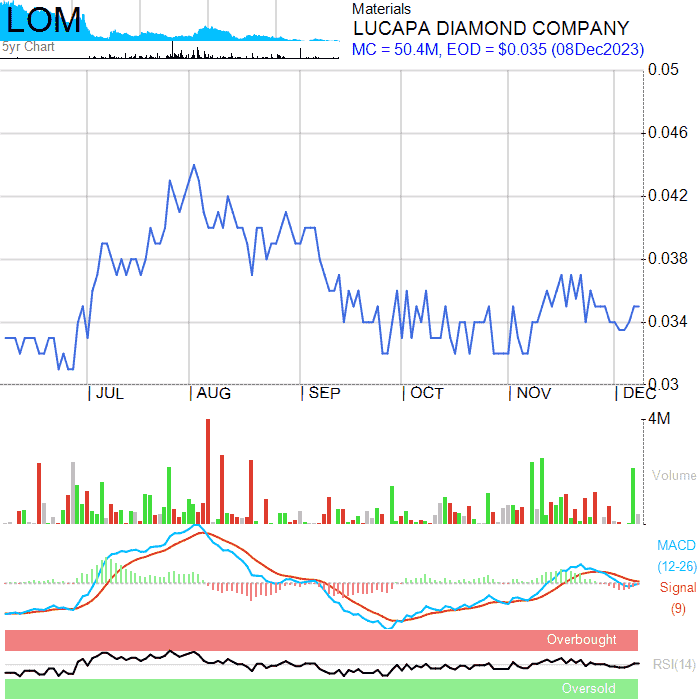 LOM
5yr Chart
Materials
LUCAPA DIAMOND COMPANY
MC = 50.4M, EOD = $0.035 (08Dec2023)
0.05
0.046
0.042
0.038
0.034
0.03
JUL AUG SEP OCT NOV DEC
4M
Volume
MACD
(12-26)
Signal
(9)
Overbought
RSI(14)
Oversold